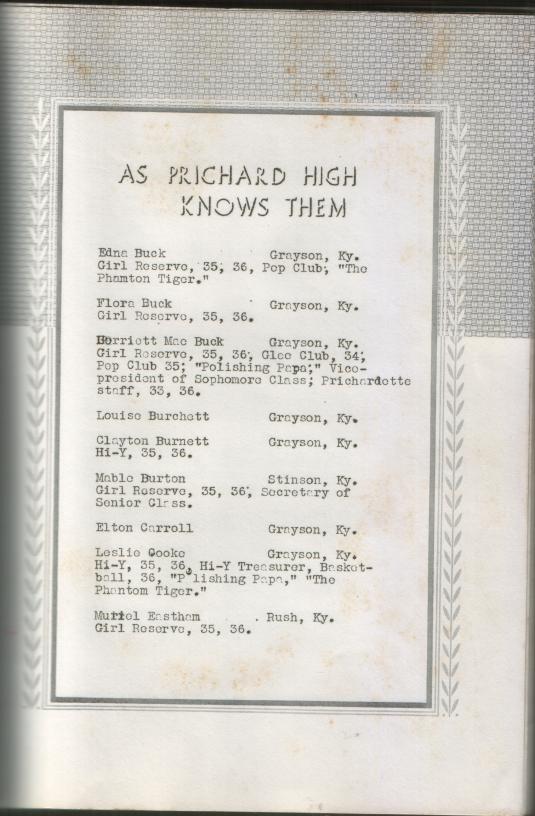 AS PRICHARD HIGH
KNOWS THEM
Edna Buck Grayson, Ky.
Girl Reserve, 35, 36, Pep Club, "The
Phamton Tiger."
Flora Buck Grayson, Ky.
Girl Reserve, 35, 36.
Harriett Mae Buck Grayson, Ky.
Girl Reserve, 35, 36, Glee Club, 34,
Pep Club 35; "Polishing Papa," Vice-
president of Sophomore Class; Prichardette
staff, 33, 36.
Louise Burchett Grayson, Ky.
Clayton Burnett Grayson, Ky.
Hi-Y, 35, 36.
Mable Burton Stinson, Ky.
Girl Reserve, 35, 36, Secretary of
Senior Class.
Elton Carroll Grayson, Ky.
Leslie Cooke Grayson, Ky.
Hi-Y, 35, 36, Hi-Y Treasurer, Basket-
ball, 36, "Polishing Papa," "The
Phantom Tiger."
Muriel Eastham Rush, Ky.
Girl Reserve, 35, 36.